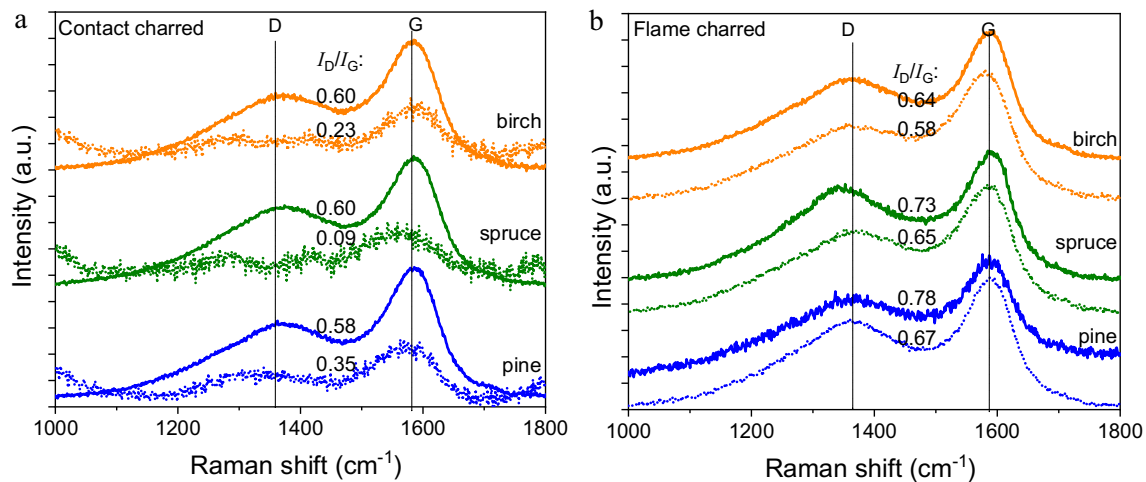 a
Contact charred
D
G
I_D/I_G:
0.60
0.23
birch
0.60
0.09
spruce
0.58
0.35
pine
Intensity (a.u.)
1000 1200 1400 1600 1800
Raman shift (cm⁻¹)
b
Flame charred
D
G
I_D/I_G:
0.64
0.58
birch
0.73
0.65
spruce
0.78
0.67
pine
Intensity (a.u.)
1000 1200 1400 1600 1800
Raman shift (cm⁻¹)